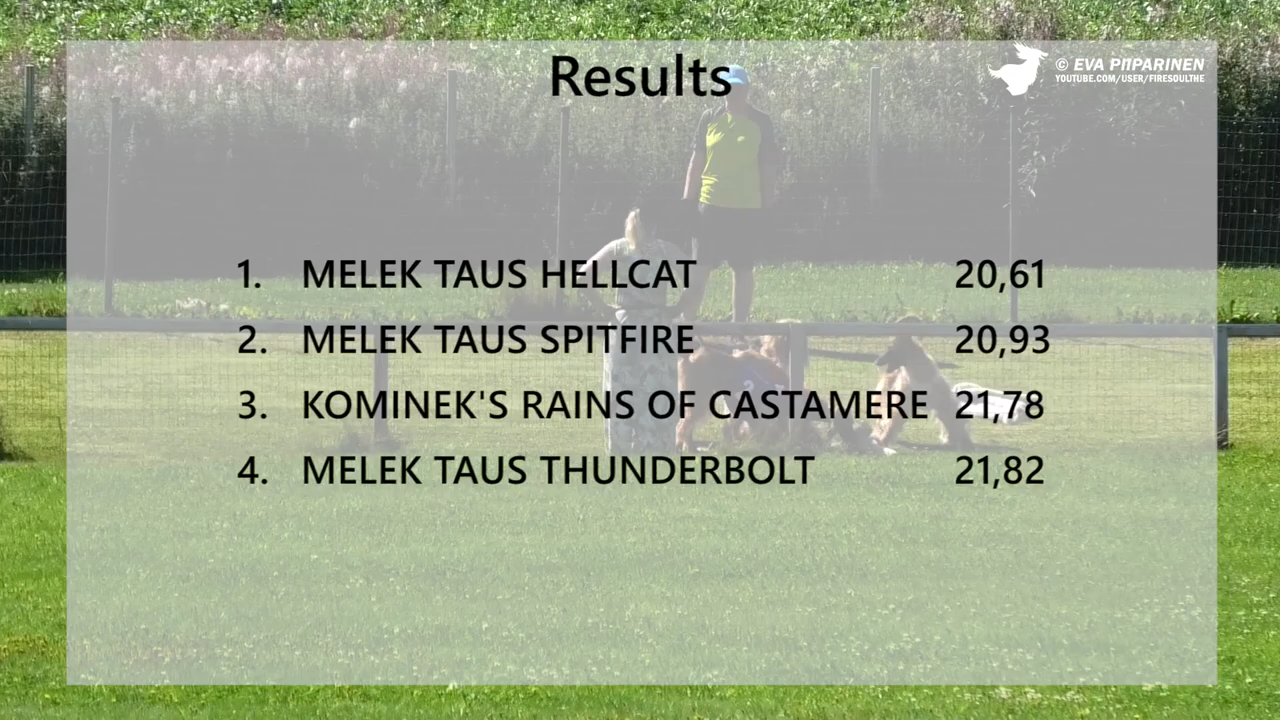 Results
© EVA PIIPARINEN
YOUTUBE.COM/USER/FIRESOULTHE
1. MELEK TAUS HELLCAT 20,61
2. MELEK TAUS SPITFIRE 20,93
3. KOMINEK'S RAINS OF CASTAMERE 21,78
4. MELEK TAUS THUNDERBOLT 21,82